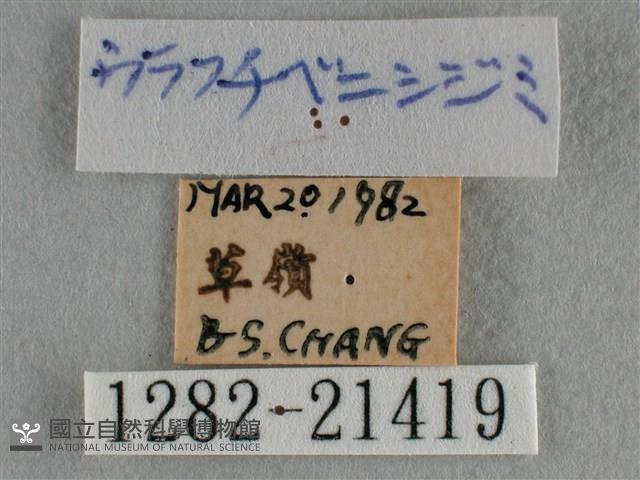 ウラフチベニシジミ
MAR 20. 1982
草嶺
B.S. CHANG
1282-21419
國立自然科學博物館
NATIONAL MUSEUM OF NATURAL SCIENCE